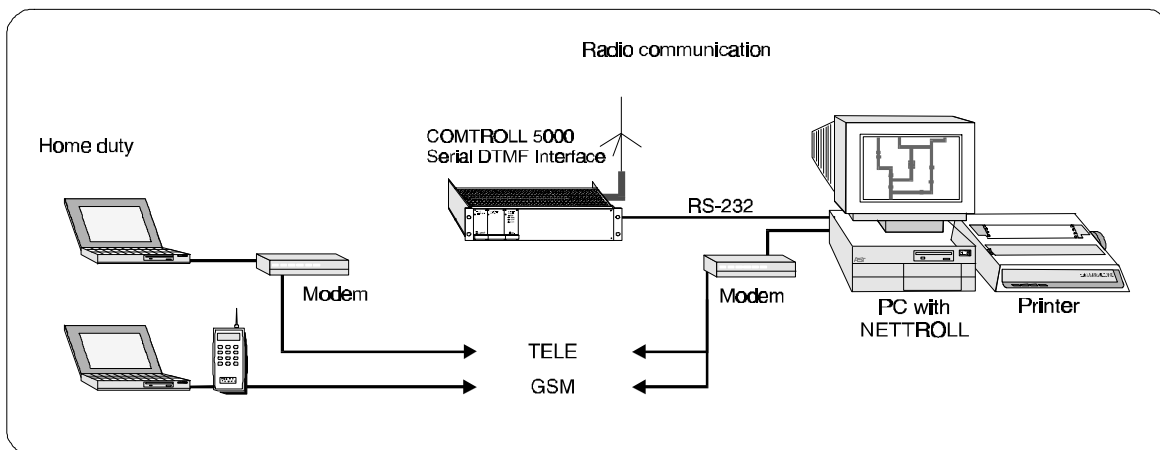 Radio communication
Home duty
COMTROLL 5000
Serial DTMF Interface
RS-232
Modem
Modem
PC with
NETTROLL
Printer
TELE
GSM